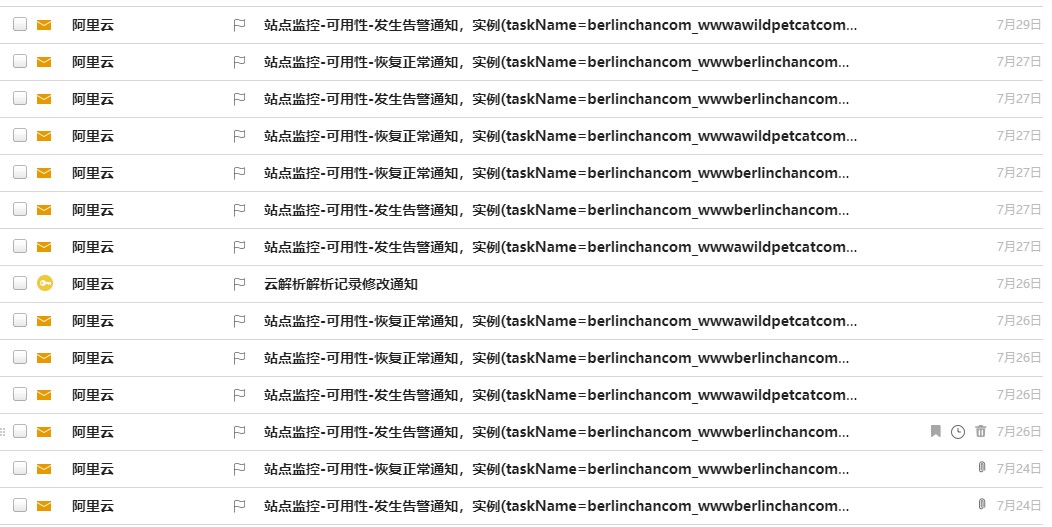 阿里云 站点监控-可用性-发生告警通知，实例(taskName=berlinchancom_wwwawildpetcatcom... 7月29日
阿里云 站点监控-可用性-恢复正常通知，实例(taskName=berlinchancom_wwwberlinchancom... 7月27日
阿里云 站点监控-可用性-发生告警通知，实例(taskName=berlinchancom_wwwberlinchancom... 7月27日
阿里云 站点监控-可用性-恢复正常通知，实例(taskName=berlinchancom_wwwawildpetcatcom... 7月27日
阿里云 站点监控-可用性-恢复正常通知，实例(taskName=berlinchancom_wwwberlinchancom... 7月27日
阿里云 站点监控-可用性-发生告警通知，实例(taskName=berlinchancom_wwwberlinchancom... 7月27日
阿里云 站点监控-可用性-发生告警通知，实例(taskName=berlinchancom_wwwawildpetcatcom... 7月27日
阿里云 云解析解析记录修改通知 7月26日
阿里云 站点监控-可用性-恢复正常通知，实例(taskName=berlinchancom_wwwawildpetcatcom... 7月26日
阿里云 站点监控-可用性-恢复正常通知，实例(taskName=berlinchancom_wwwberlinchancom... 7月26日
阿里云 站点监控-可用性-发生告警通知，实例(taskName=berlinchancom_wwwawildpetcatcom... 7月26日
阿里云 站点监控-可用性-发生告警通知，实例(taskName=berlinchancom_wwwberlinchancom... 7月26日
阿里云 站点监控-可用性-恢复正常通知，实例(taskName=berlinchancom_wwwberlinchancom... 7月24日
阿里云 站点监控-可用性-发生告警通知，实例(taskName=berlinchancom_wwwberlinchancom... 7月24日